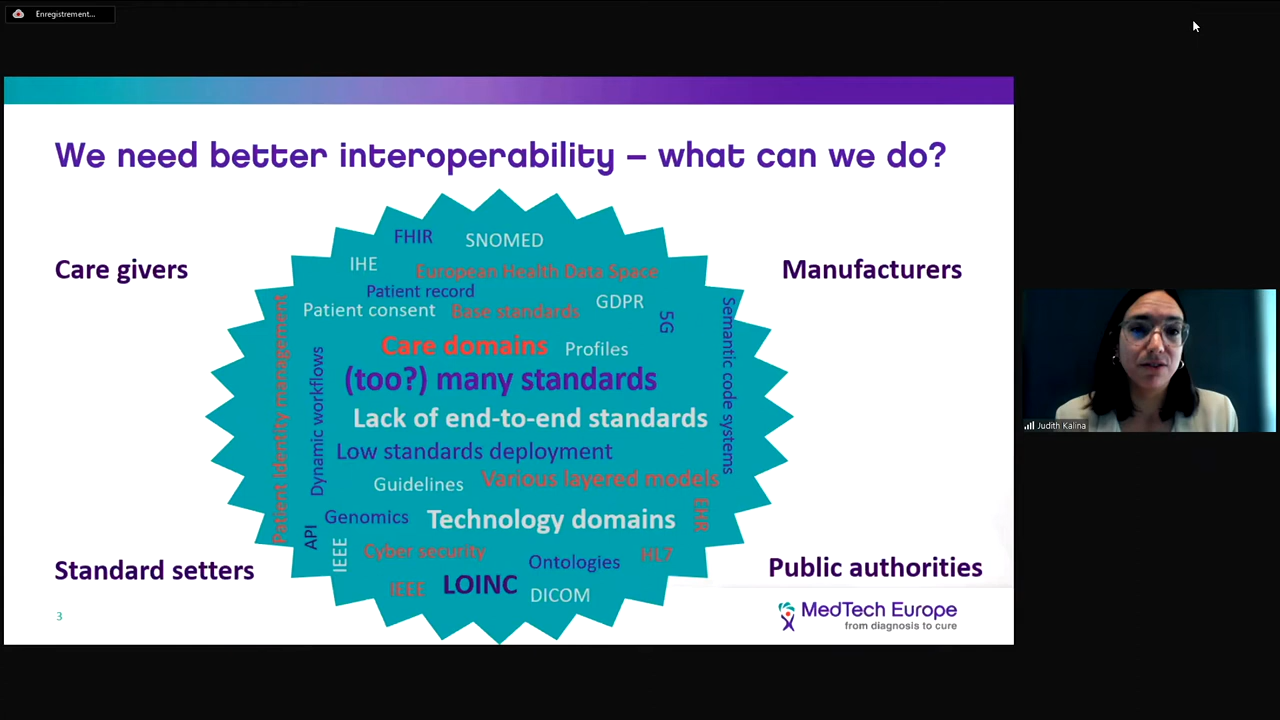 Enregistrement...
We need better interoperability – what can we do?
Care givers
Manufacturers
Standard setters
Public authorities
FHIR
SNOMED
IHE
European Health Data Space
Patient record
Patient consent
Base standards
GDPR
5G
Care domains
Profiles
(too?) many standards
Lack of end-to-end standards
Low standards deployment
Guidelines
Various layered models
Genomics
Technology domains
Cyber security
Ontologies
HL7
IEEE
LOINC
DICOM
Patient Identity management
Dynamic workflows
API
IEEE
Semantic code systems
EHR
3
MedTech Europe
from diagnosis to cure
Judith Kalina